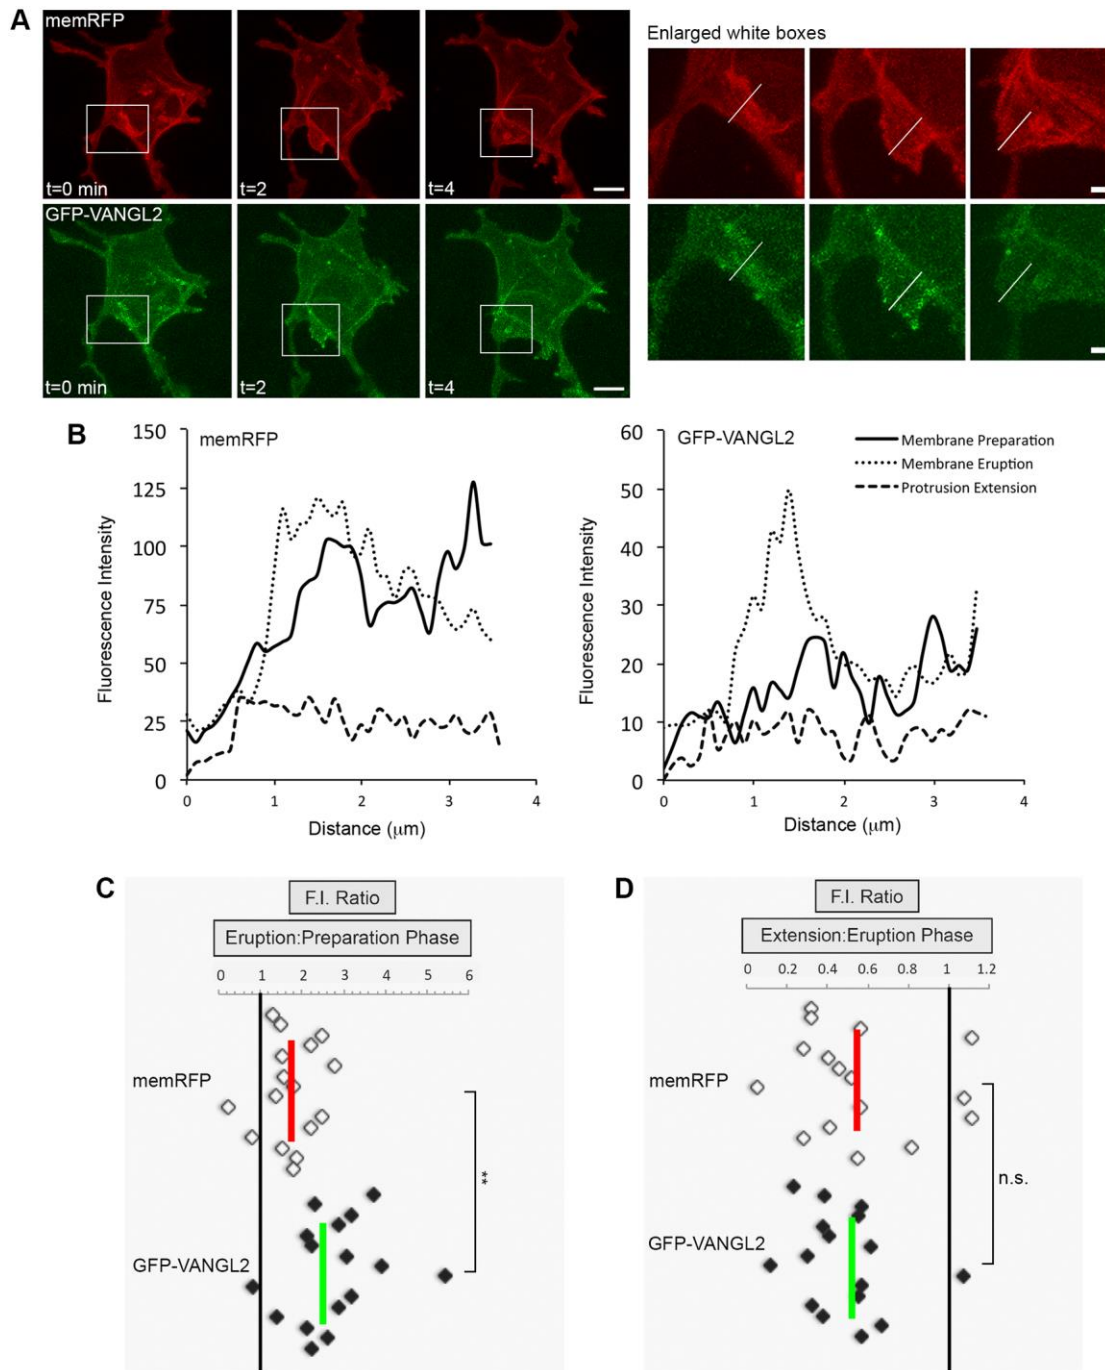 A
memRFP
t=0 min
t=2
t=4
GFP-VANGL2
t=0 min
t=2
t=4
Enlarged white boxes
B
memRFP
150
125
100
75
50
25
0
Fluorescence Intensity
0 1 2 3 4
Distance (μm)
GFP-VANGL2
60
50
40
30
20
10
0
Fluorescence Intensity
0 1 2 3 4
Distance (μm)
Membrane Preparation
Membrane Eruption
Protrusion Extension
C
F.I. Ratio
Eruption:Preparation Phase
0 1 2 3 4 5 6
memRFP
GFP-VANGL2
**
D
F.I. Ratio
Extension:Eruption Phase
0 0.2 0.4 0.6 0.8 1 1.2
memRFP
GFP-VANGL2
n.s.